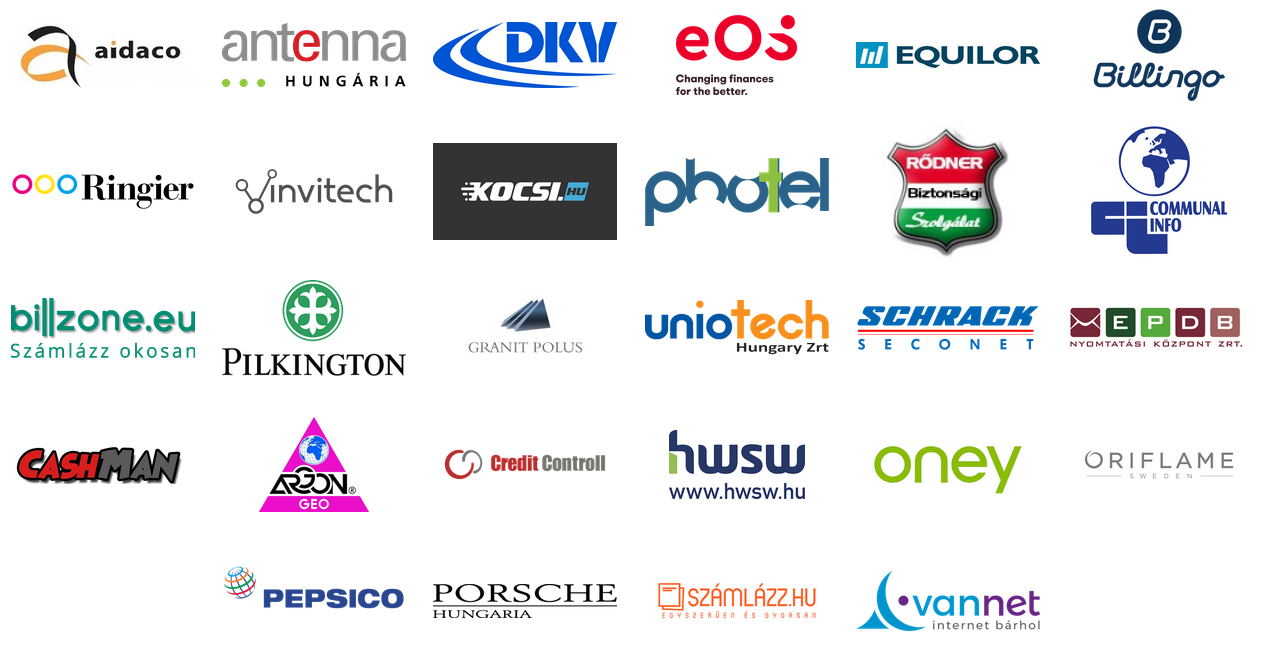 aidaco
antenna
HUNGÁRIA
DKV
eos
Changing finances
for the better.
EQUILOR
B
Billingo
Ringier
invitech
KOCSI.HU
photel
RŐDNER
Biztonsági
Szolgálat
COMMUNAL
INFO
billzone.eu
Számlázz okosan
PILKINGTON
GRANIT POLUS
uniotech
Hungary Zrt
SCHRACK
SECONET
EPDB
NYOMTATÁSI KÖZPONT ZRT.
CASHMAN
ARGON®
GEO
Credit Controll
hwsw
www.hwsw.hu
oney
ORIFLAME
SWEDEN
PEPSICO
PORSCHE
HUNGARIA
SZÁMLÁZZ.HU
EGYSZERŰEN ÉS GYORSAN
vannet
internet bárhol